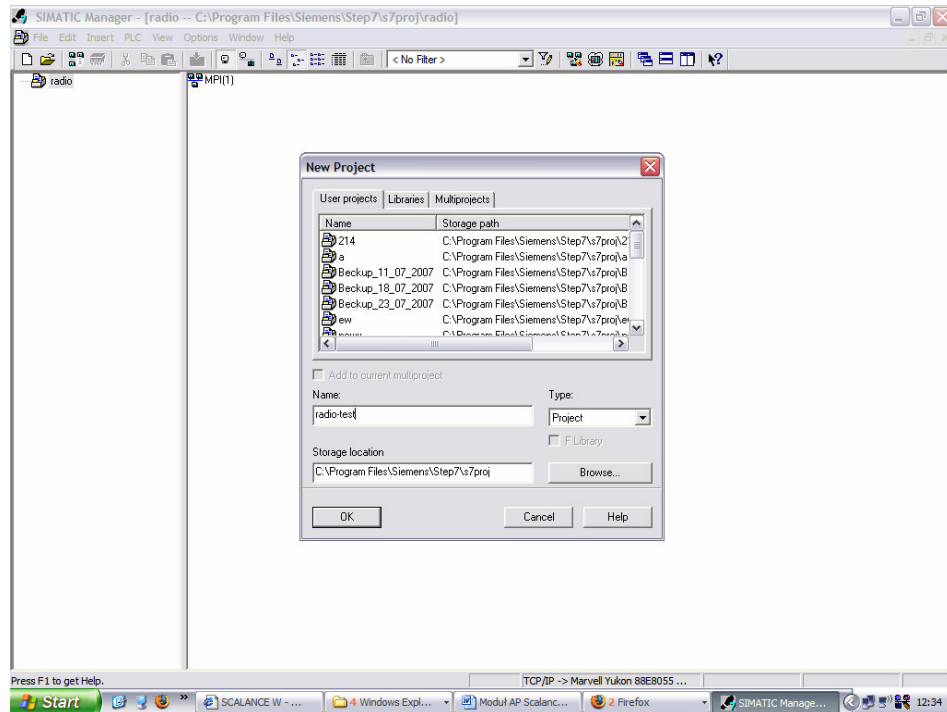 SIMATIC Manager - [radio -- C:\Program Files\Siemens\Step7\s7proj\radio]
File Edit Insert PLC View Options Window Help
< No Filter >
radio
MPI(1)
New Project
User projects Libraries Multiprojects
Name Storage path
214 C:\Program Files\Siemens\Step7\s7proj\2
a C:\Program Files\Siemens\Step7\s7proj\a
Beckup_11_07_2007 C:\Program Files\Siemens\Step7\s7proj\B
Beckup_18_07_2007 C:\Program Files\Siemens\Step7\s7proj\B
Beckup_23_07_2007 C:\Program Files\Siemens\Step7\s7proj\B
ew C:\Program Files\Siemens\Step7\s7proj\ew
Add to current multiproject
Name: Type:
radio-test Project
F Library
Storage location
C:\Program Files\Siemens\Step7\s7proj Browse...
OK Cancel Help
Press F1 to get Help. TCP/IP -> Marvell Yukon 88E8055 ...
Start » SCALANCE W - ... 4 Windows Expl... Moduł AP Scalanc... 2 Firefox SIMATIC Manage... 12:34